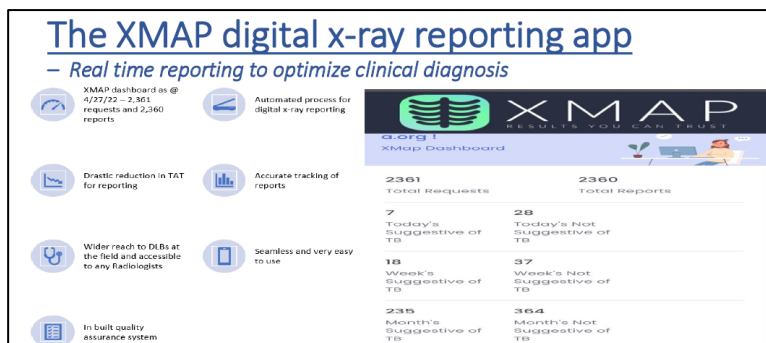 The XMAP digital x-ray reporting app
– Real time reporting to optimize clinical diagnosis
XMAP dashboard as @
4/27/22 – 2,361
requests and 2,360
reports
Automated process for
digital x-ray reporting
Drastic reduction in TAT
for reporting
Accurate tracking of
reports
Wider reach to DLBs at
the field and accessible
to any Radiologists
Seamless and very easy
to use
In built quality
assurance system
XMAP
RESULTS YOU CAN TRUST
a.org !
XMap Dashboard
2361
Total Requests
2360
Total Reports
7
Today's
Suggestive of
TB
28
Today's Not
Suggestive of
TB
18
Week's
Suggestive of
TB
37
Week's Not
Suggestive of
TB
235
Month's
Suggestive of
TB
364
Month's Not
Suggestive of
TB